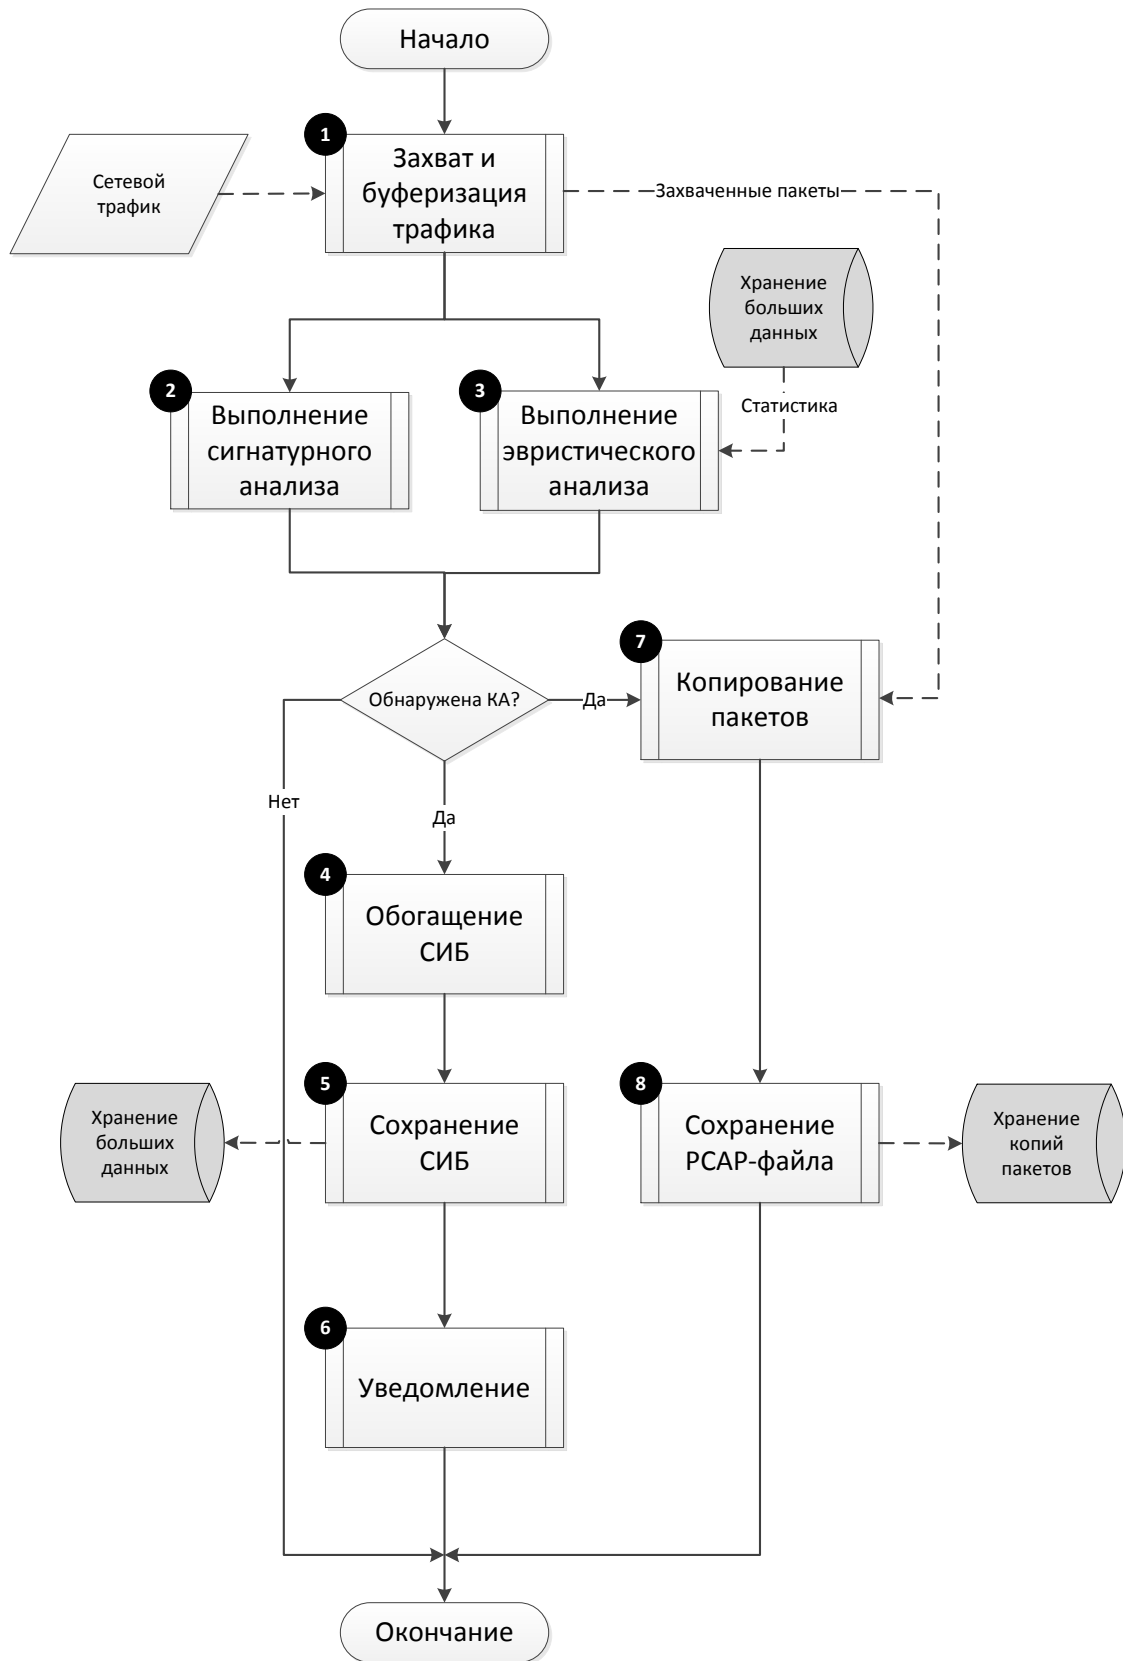 Начало
1
Захват и
буферизация
трафика
Сетевой
трафик
Захваченные пакеты
Хранение
больших
данных
Статистика
2
Выполнение
сигнатурного
анализа
3
Выполнение
эвристического
анализа
Обнаружена КА?
Да
7
Копирование
пакетов
Нет
Да
4
Обогащение
СИБ
5
Сохранение
СИБ
Хранение
больших
данных
8
Сохранение
PCAP-файла
Хранение
копий
пакетов
6
Уведомление
Окончание